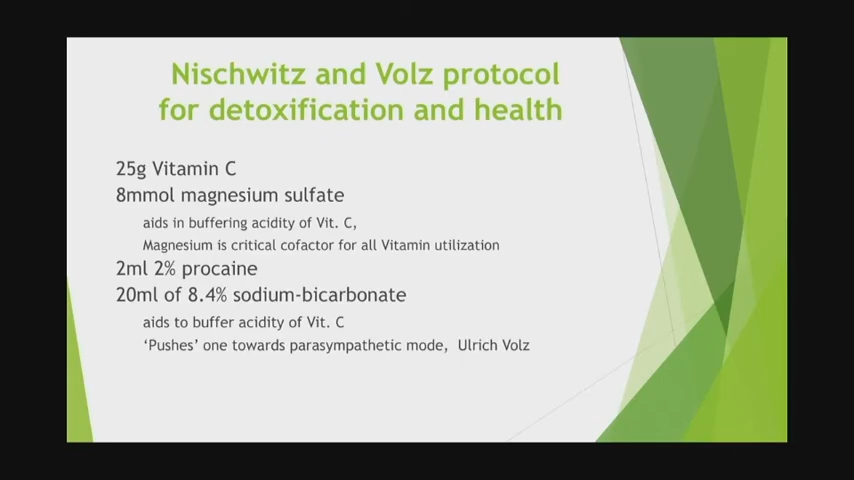 Nischwitz and Volz protocol
for detoxification and health
25g Vitamin C
8mmol magnesium sulfate
aids in buffering acidity of Vit. C,
Magnesium is critical cofactor for all Vitamin utilization
2ml 2% procaine
20ml of 8.4% sodium-bicarbonate
aids to buffer acidity of Vit. C
‘Pushes’ one towards parasympathetic mode, Ulrich Volz